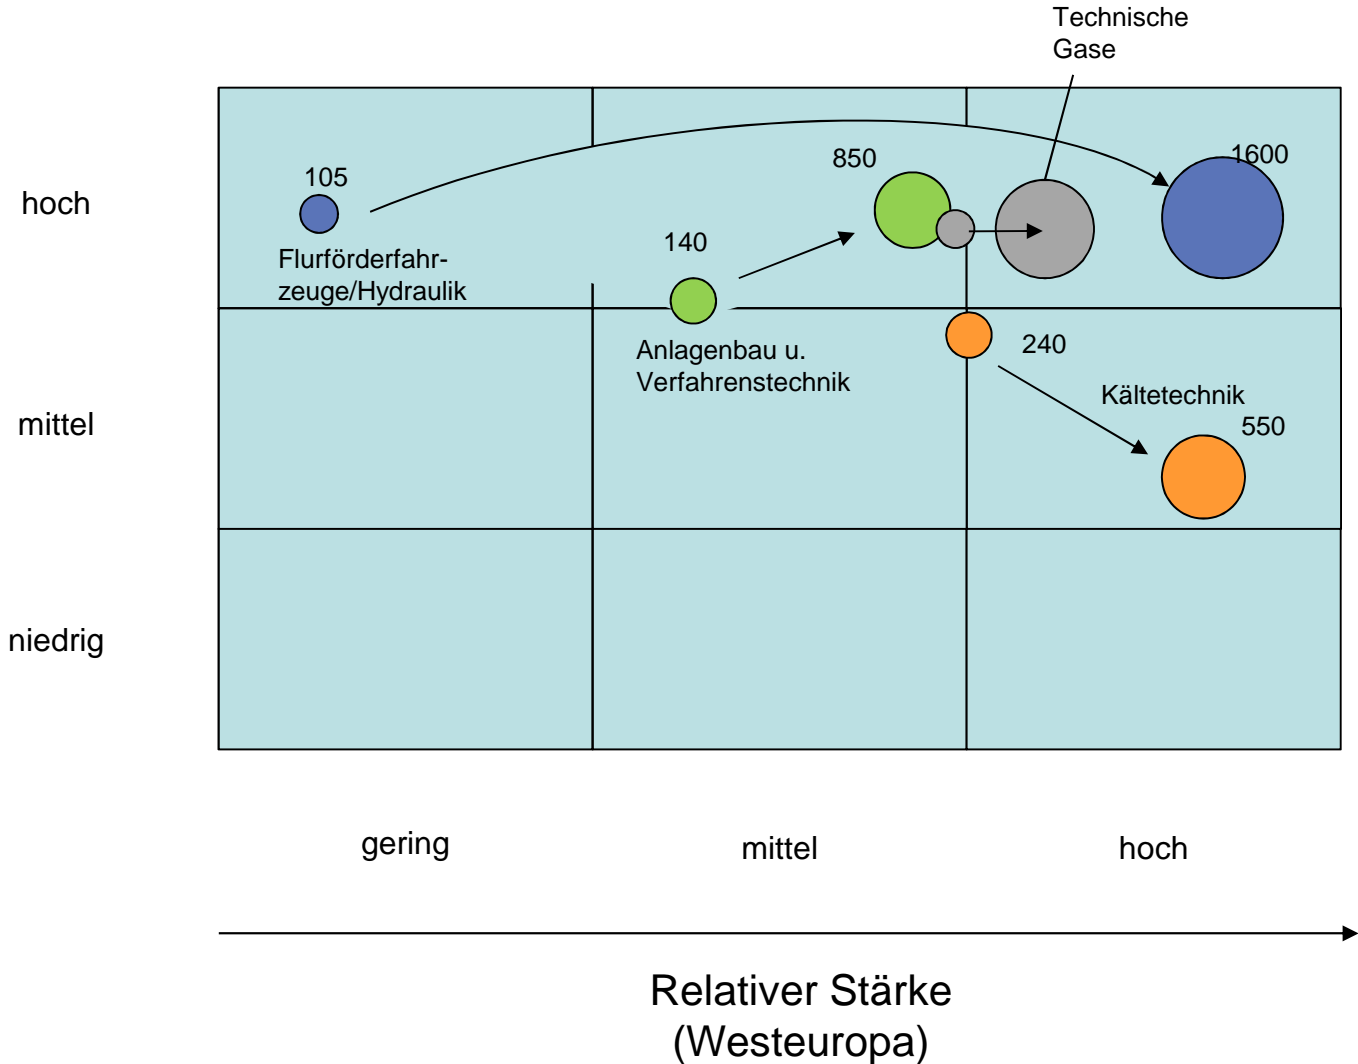 Technische
Gase
hoch
105
850
1600
140
Flurförderfahr-
zeuge/Hydraulik
Anlagenbau u.
Verfahrenstechnik
240
Kältetechnik
550
mittel
niedrig
gering
mittel
hoch
Relativer Stärke
(Westeuropa)